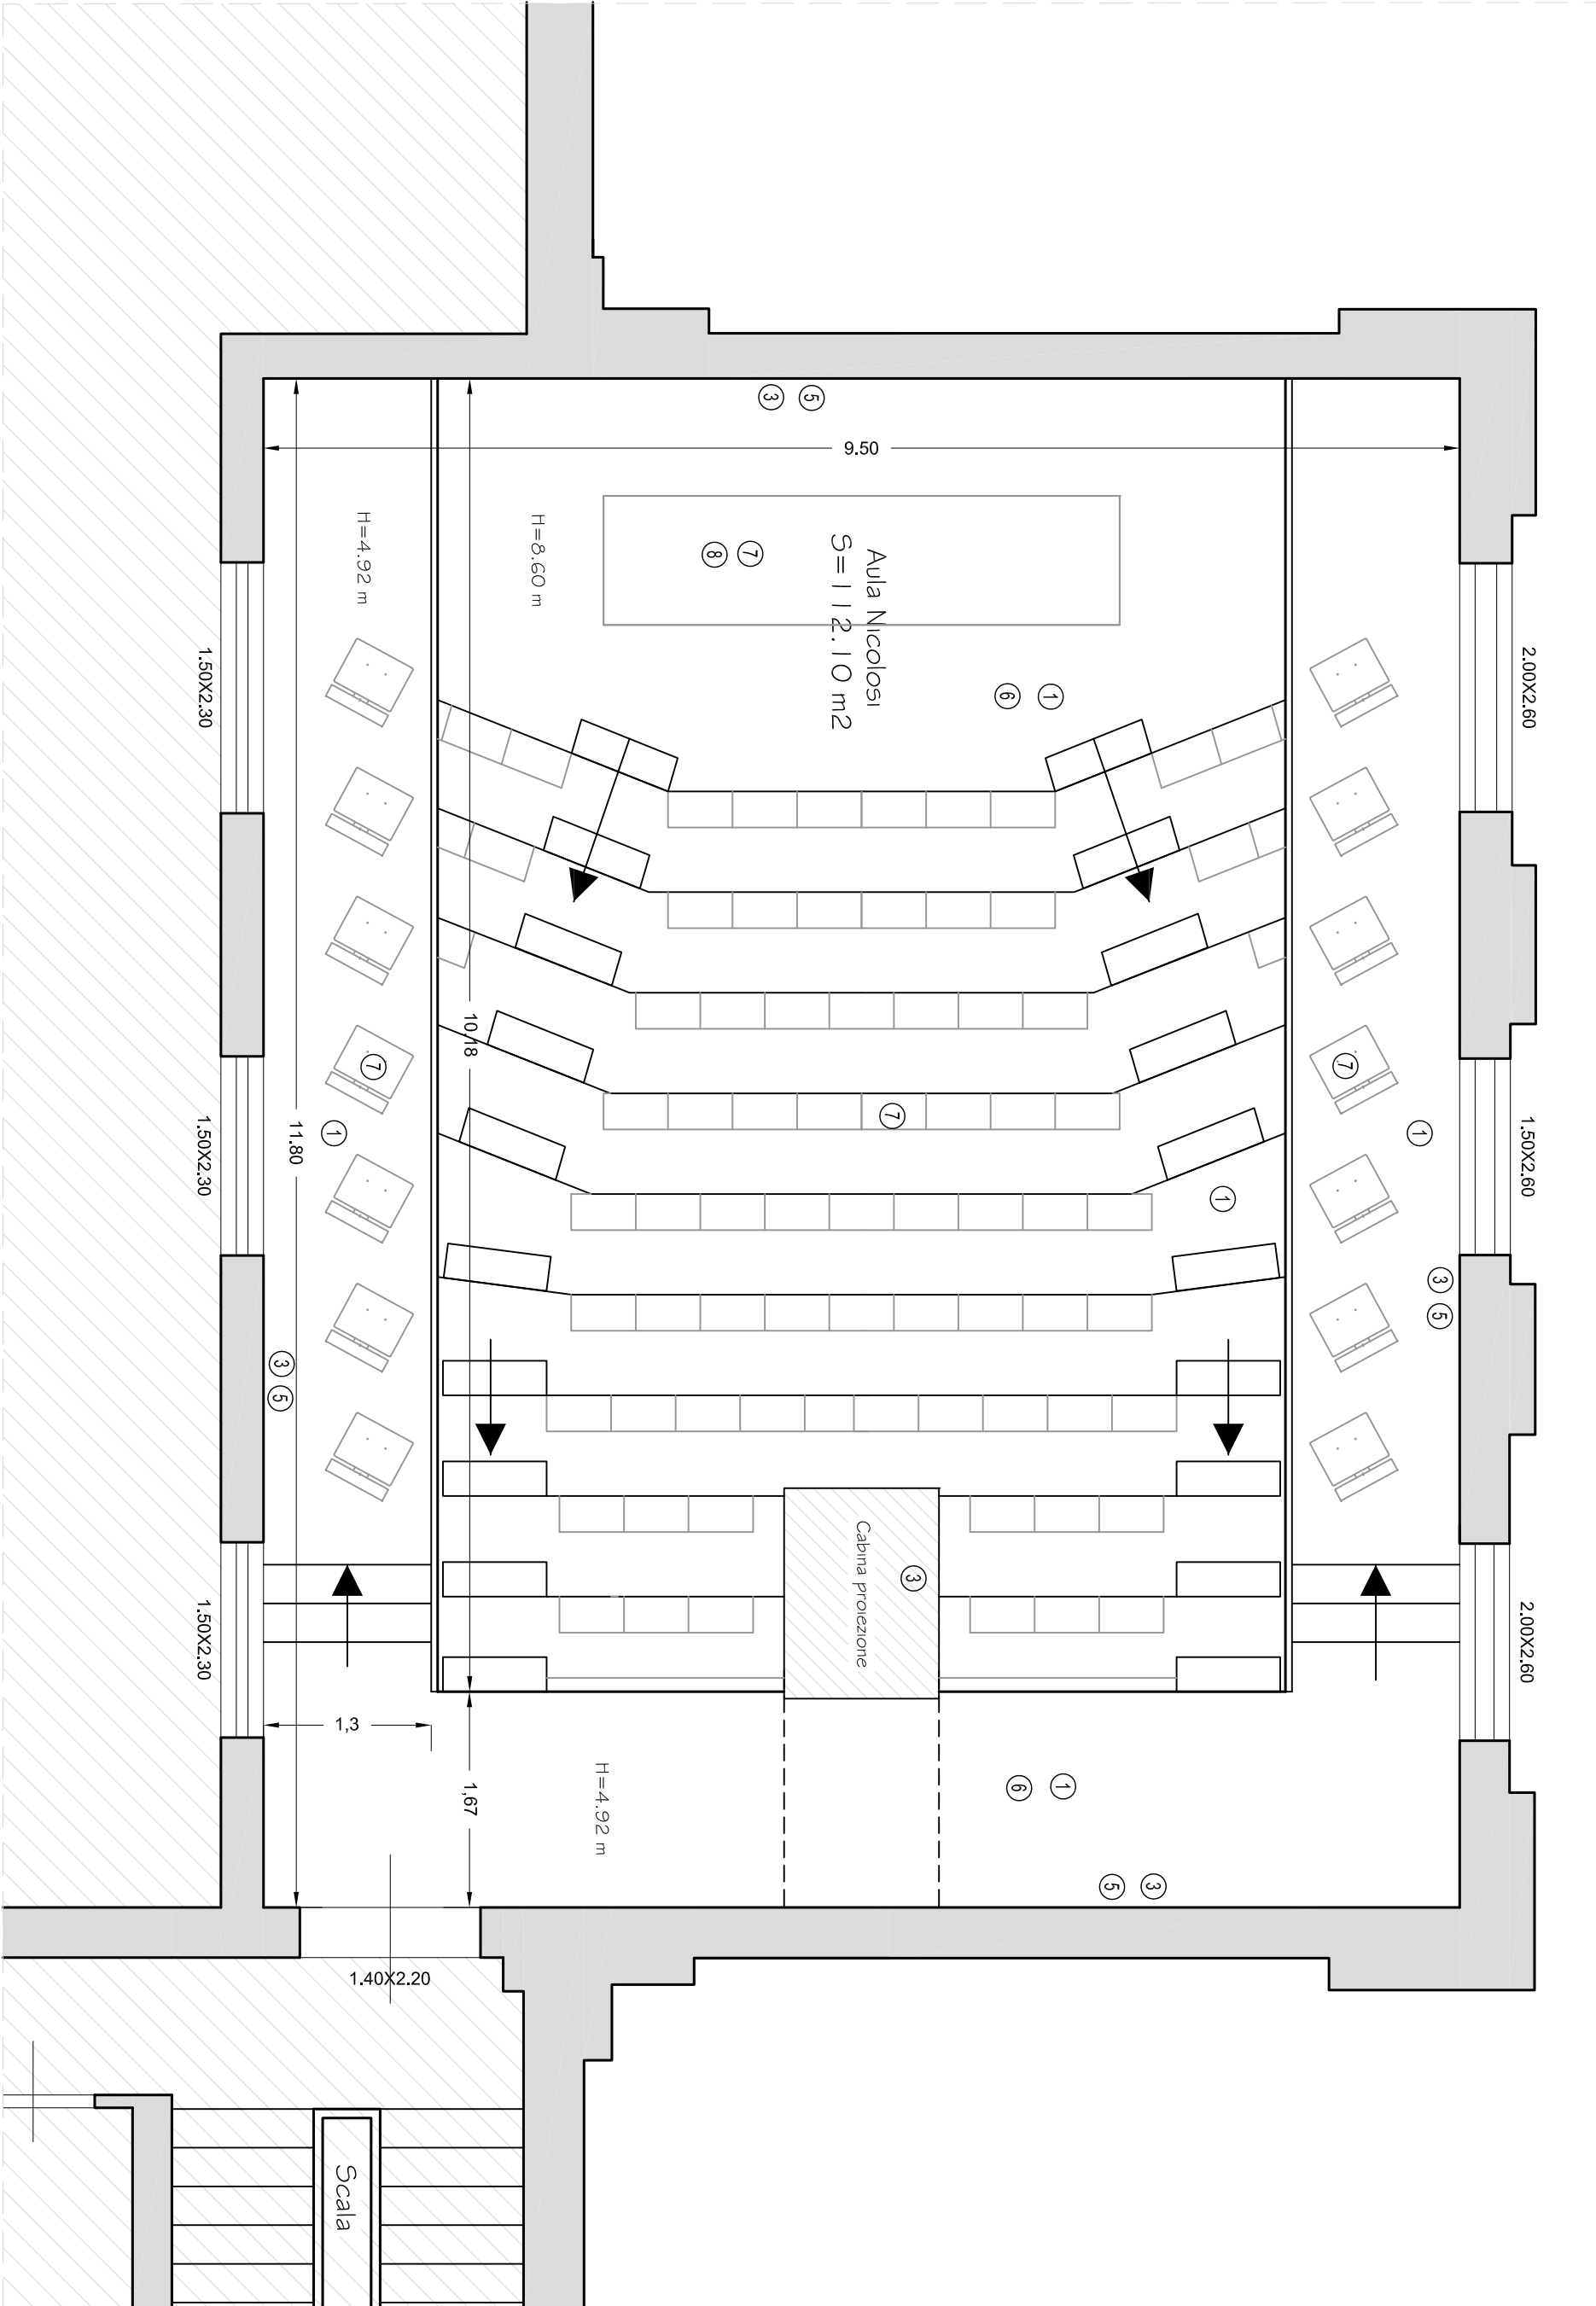 3 5
9.50
H=4.92 m
H=8.60 m
8 7
Aula Nicolosi
S=112.10 m2
1.50X2.30
2.00X2.60
6 1
10.18
7
7
7
11.80
1
1
1.50X2.30
1.50X2.60
1
3
5
3
5
Cabina proiezione
3
1.50X2.30
2.00X2.60
1,3
1,67
H=4.92 m
6 1
5 3
1.40X2.20
Scala